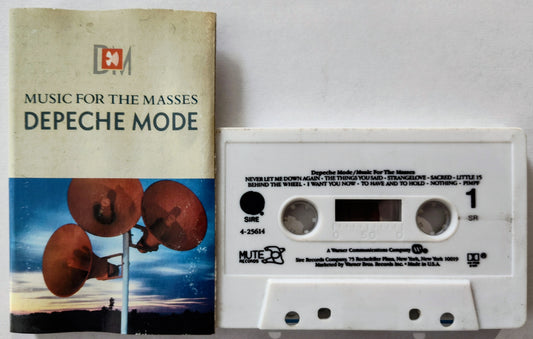 DM
MUSIC FOR THE MASSES
DEPECHE MODE
Depeche Mode/Music For The Masses
NEVER LET ME DOWN AGAIN - THE THINGS YOU SAID - STRANGELOVE - SACRED - LITTLE 15
BEHIND THE WHEEL - I WANT YOU NOW - TO HAVE AND TO HOLD - NOTHING - PIMPF
SIRE
4-25614
1
SR
MUTE
RECORDS
A Warner Communications Company
Sire Records Company, 75 Rockefeller Plaza, New York, New York 10019
Marketed by Warner Bros. Records Inc. • Made in U.S.A.